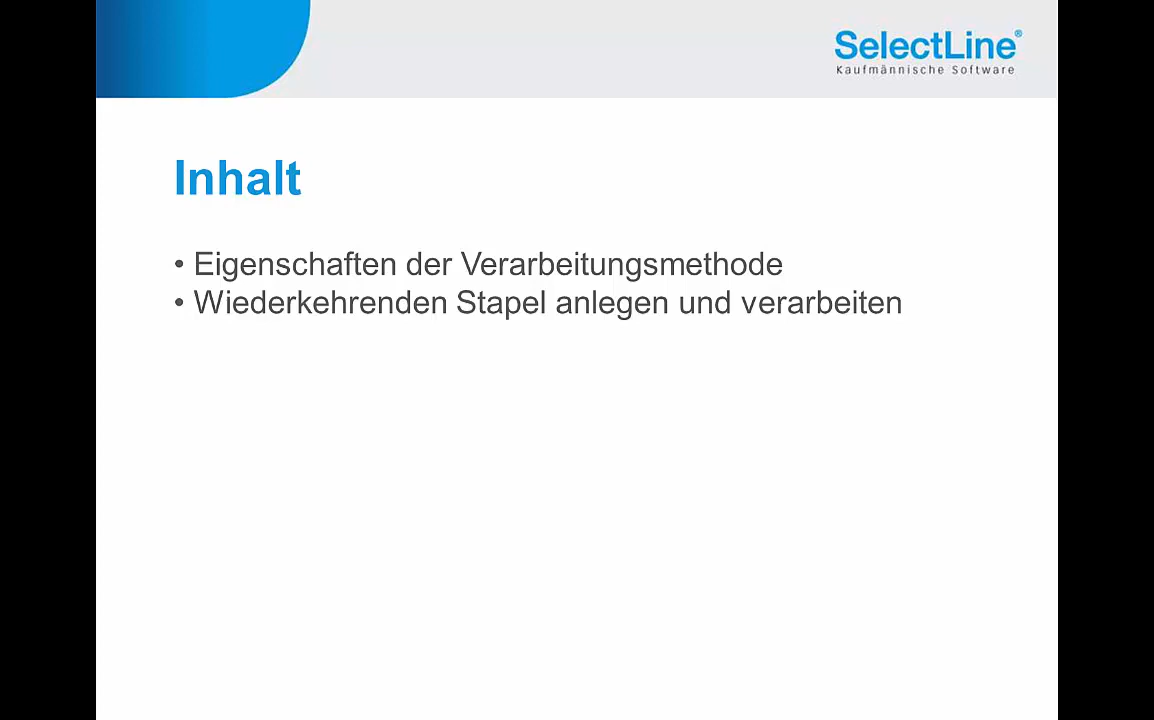 SelectLine®
Kaufmännische Software
Inhalt
• Eigenschaften der Verarbeitungsmethode
• Wiederkehrenden Stapel anlegen und verarbeiten